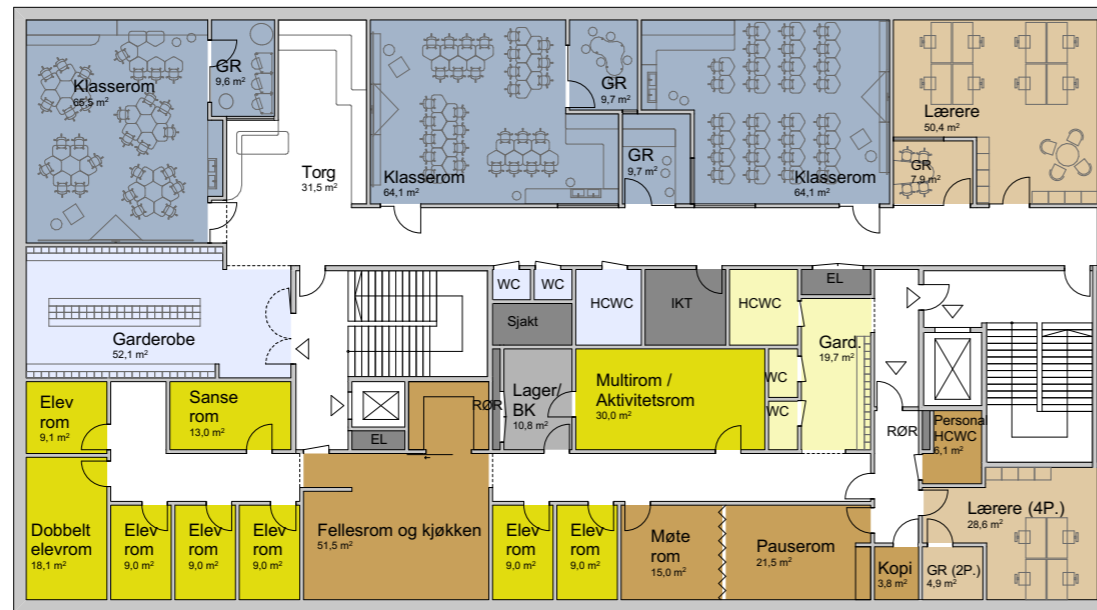 Klasserom
65,5 m²
GR
9,6 m²
Torg
31,5 m²
Klasserom
64,1 m²
GR
9,7 m²
GR
9,7 m²
Klasserom
64,1 m²
Lærere
50,4 m²
GR
7,9 m²
Garderobe
52,1 m²
WC
WC
HCWC
IKT
HCWC
EL
Sjakt
Gard.
19,7 m²
Elev
rom
9,1 m²
Sanse
rom
13,0 m²
EL
RØR
Lager/
BK
10,8 m²
Multirom /
Aktivitetsrom
30,0 m²
WC
WC
RØR
Personal
HCWC
6,1 m²
Dobbelt
elevrom
18,1 m²
Elev
rom
9,0 m²
Elev
rom
9,0 m²
Elev
rom
9,0 m²
Fellesrom og kjøkken
51,5 m²
Elev
rom
9,0 m²
Elev
rom
9,0 m²
Møte
rom
15,0 m²
Pauserom
21,5 m²
Kopi
3,8 m²
GR (2P.)
4,9 m²
Lærere (4P.)
28,6 m²